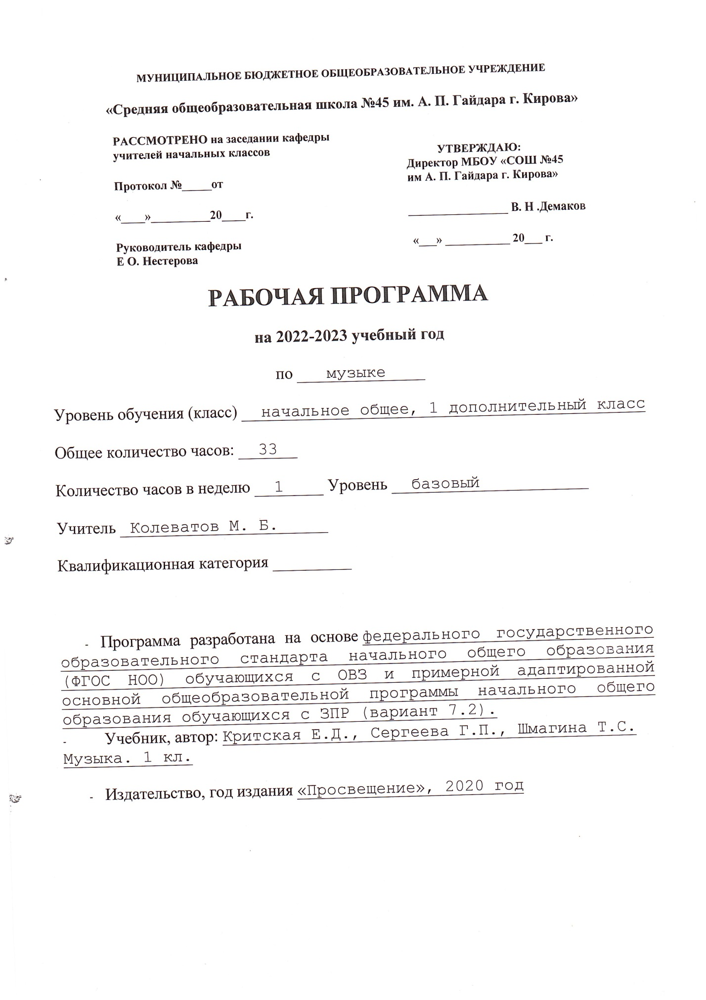 МУНИЦИПАЛЬНОЕ БЮДЖЕТНОЕ ОБЩЕОБРАЗОВАТЕЛЬНОЕ УЧРЕЖДЕНИЕ
«Средняя общеобразовательная школа №45 им. А. П. Гайдара г. Кирова»
РАССМОТРЕНО на заседании кафедры
учителей начальных классов
Протокол №_____от
«____»__________20____г.
Руководитель кафедры
Е О. Нестерова
УТВЕРЖДАЮ:
Директор МБОУ «СОШ №45
им А. П. Гайдара г. Кирова»
_________________ В. Н .Демаков
«___» ___________ 20___ г.
РАБОЧАЯ ПРОГРАММА
на 2022-2023 учебный год
по музыке
Уровень обучения (класс) начальное общее, 1 дополнительный класс
Общее количество часов: 33
Количество часов в неделю 1 Уровень базовый
Учитель Колеватов М. Б.
Квалификационная категория __________
- Программа разработана на основе федерального государственного
образовательного стандарта начального общего образования
(ФГОС НОО) обучающихся с ОВЗ и примерной адаптированной
основной общеобразовательной программы начального общего
образования обучающихся с ЗПР (вариант 7.2).
- Учебник, автор: Критская Е.Д., Сергеева Г.П., Шмагина Т.С.
Музыка. 1 кл.
- Издательство, год издания «Просвещение», 2020 год